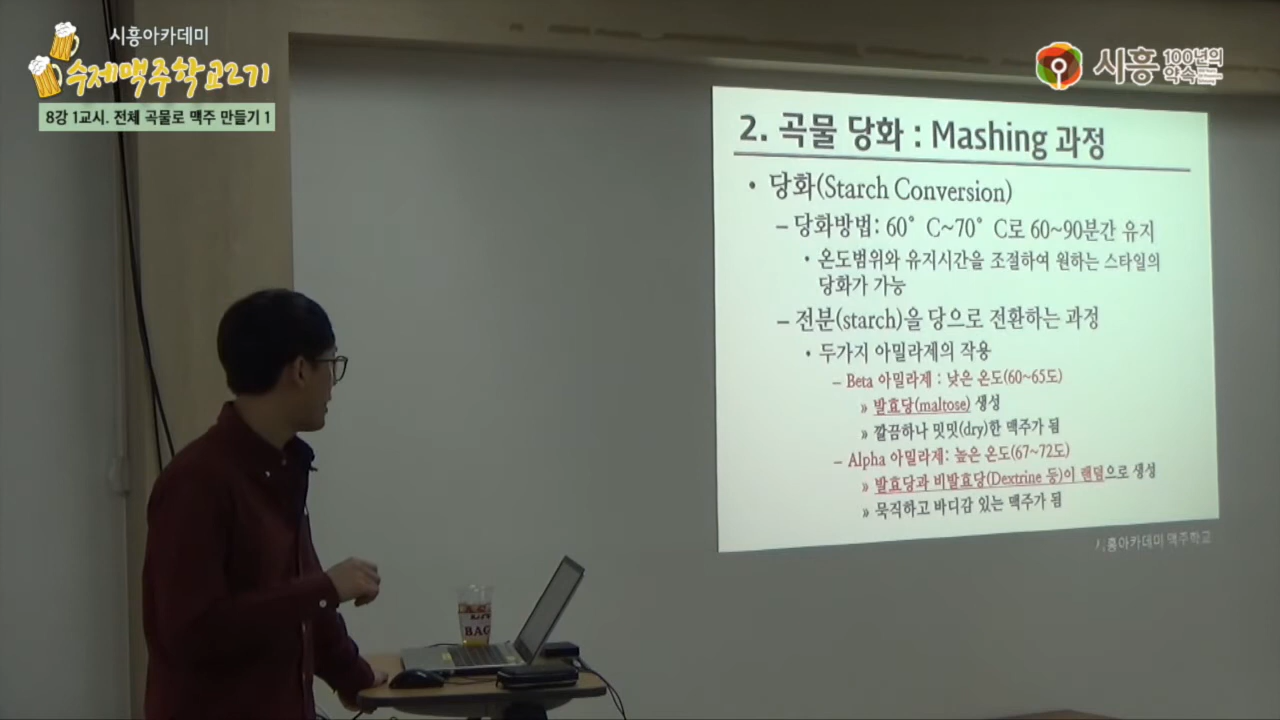 시흥아카데미
수제맥주학교2기
8강 1교시. 전체 곡물로 맥주 만들기 1
시흥 100년의 약속
2. 곡물 당화 : Mashing 과정
• 당화(Starch Conversion)
– 당화방법: 60° C~70° C로 60~90분간 유지
• 온도범위와 유지시간을 조절하여 원하는 스타일의
당화가 가능
– 전분(starch)을 당으로 전환하는 과정
• 두가지 아밀라제의 작용
– Beta 아밀라제 : 낮은 온도(60~65도)
» 발효당(maltose) 생성
» 깔끔하나 밋밋(dry)한 맥주가 됨
– Alpha 아밀라제: 높은 온도(67~72도)
» 발효당과 비발효당(Dextrine 등)이 랜덤으로 생성
» 묵직하고 바디감 있는 맥주가 됨
시흥아카데미 맥주학교
BAG